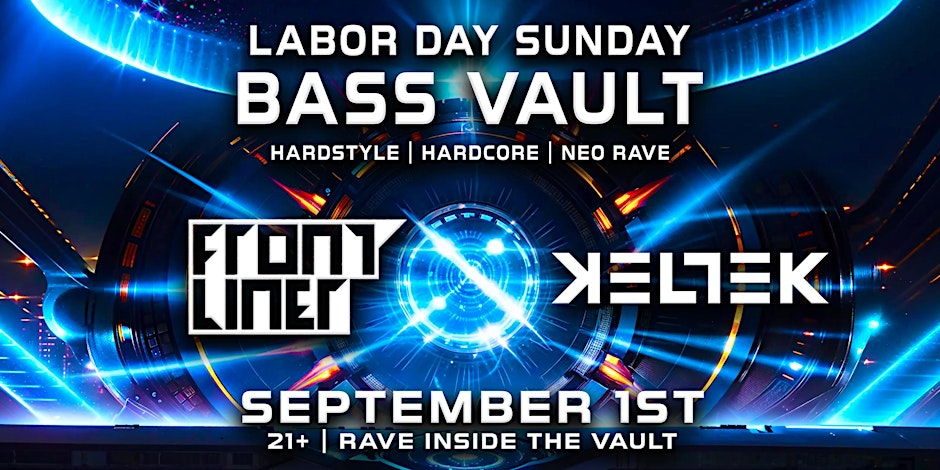 LABOR DAY SUNDAY
BASS VAULT
HARDSTYLE | HARDCORE | NEO RAVE
FRONT
LINER
KELTEK
SEPTEMBER 1ST
21+ | RAVE INSIDE THE VAULT